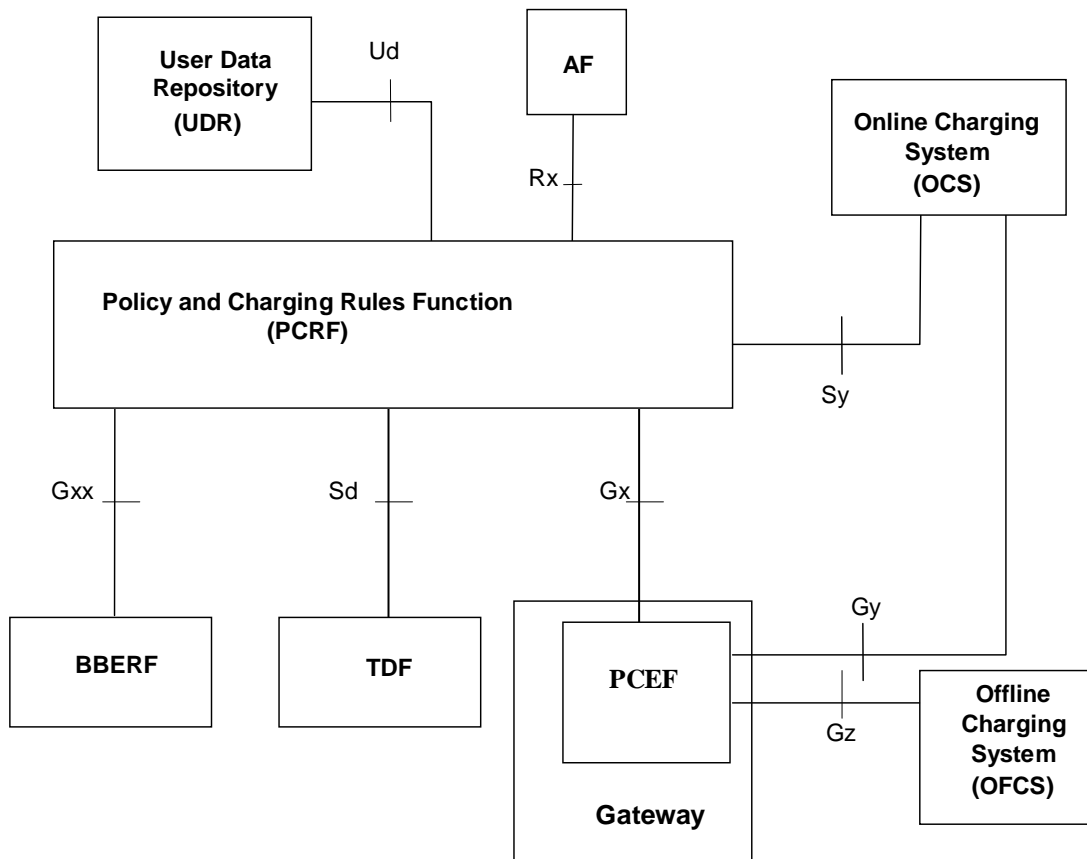 User Data
Repository
(UDR)
Ud
AF
Online Charging
System
(OCS)
Rx
Policy and Charging Rules Function
(PCRF)
Sy
Gxx
Sd
Gx
BBERF
TDF
PCEF
Gateway
Gy
Gz
Offline
Charging
System
(OFCS)